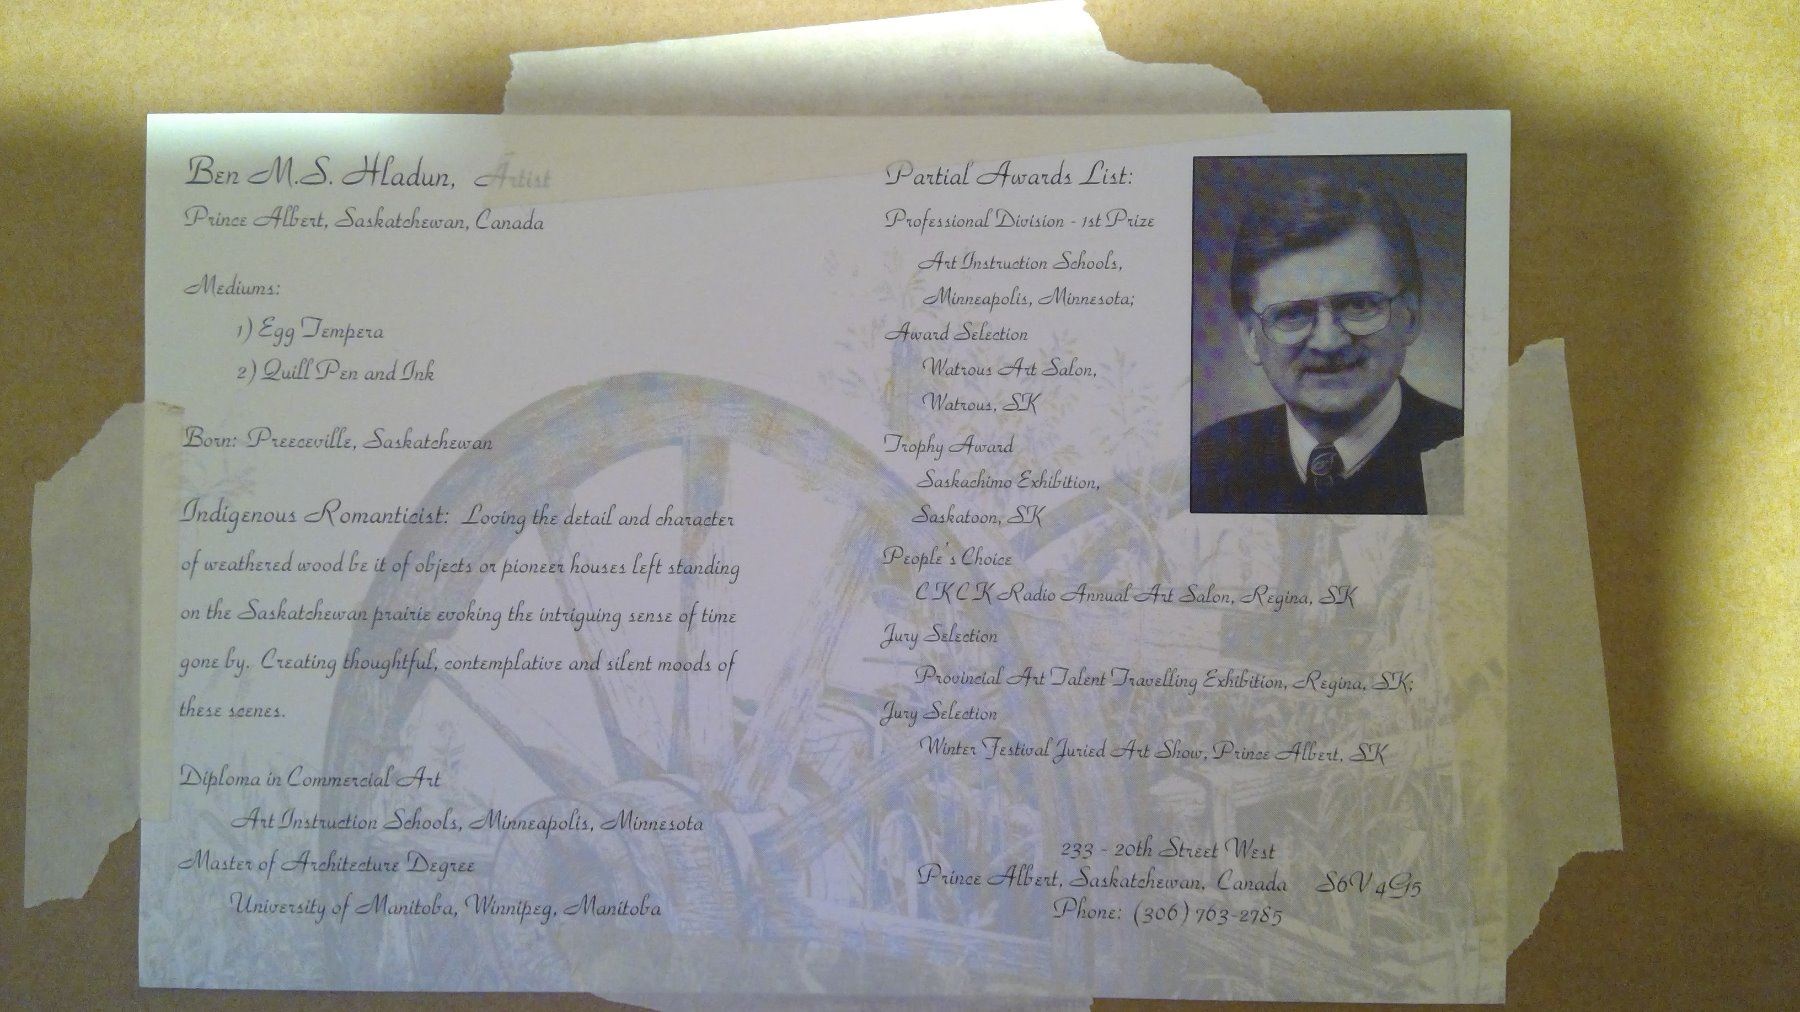 Ben M.S. Hladun, Artist
Prince Albert, Saskatchewan, Canada
Mediums:
1) Egg Tempera
2) Quill Pen and Ink
Born: Preeceville, Saskatchewan
Indigenous Romanticist: Loving the detail and character
of weathered wood be it of objects or pioneer houses left standing
on the Saskatchewan prairie evoking the intriguing sense of time
gone by. Creating thoughtful, contemplative and silent moods of
these scenes.
Diploma in Commercial Art
Art Instruction Schools, Minneapolis, Minnesota
Master of Architecture Degree
University of Manitoba, Winnipeg, Manitoba
Partial Awards List:
Professional Division - 1st Prize
Art Instruction Schools,
Minneapolis, Minnesota;
Award Selection
Watrous Art Salon,
Watrous, SK
Trophy Award
Saskachimo Exhibition,
Saskatoon, SK
People's Choice
CKCK Radio Annual Art Salon, Regina, SK
Jury Selection
Provincial Art Talent Travelling Exhibition, Regina, SK;
Jury Selection
Winter Festival Juried Art Show, Prince Albert, SK
233 - 20th Street West
Prince Albert, Saskatchewan, Canada S6V 4G5
Phone: (306) 763-2785